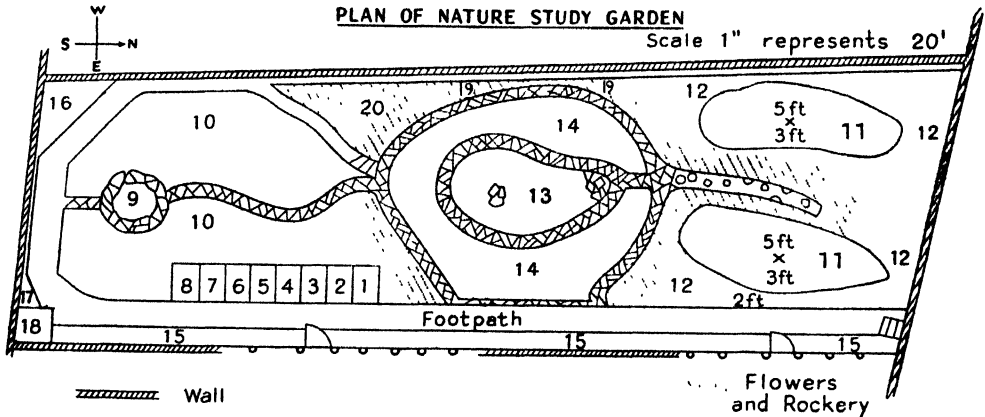 PLAN OF NATURE STUDY GARDEN
Scale 1" represents 20'
W
S N
E
16
10
20
19
19
14
12
5ft
x
3ft
11
12
9
10
13
14
5ft
x
3ft
11
12
12
2ft
8 7 6 5 4 3 2 1
17
18
Footpath
15
15
15
Wall
Flowers
and Rockery